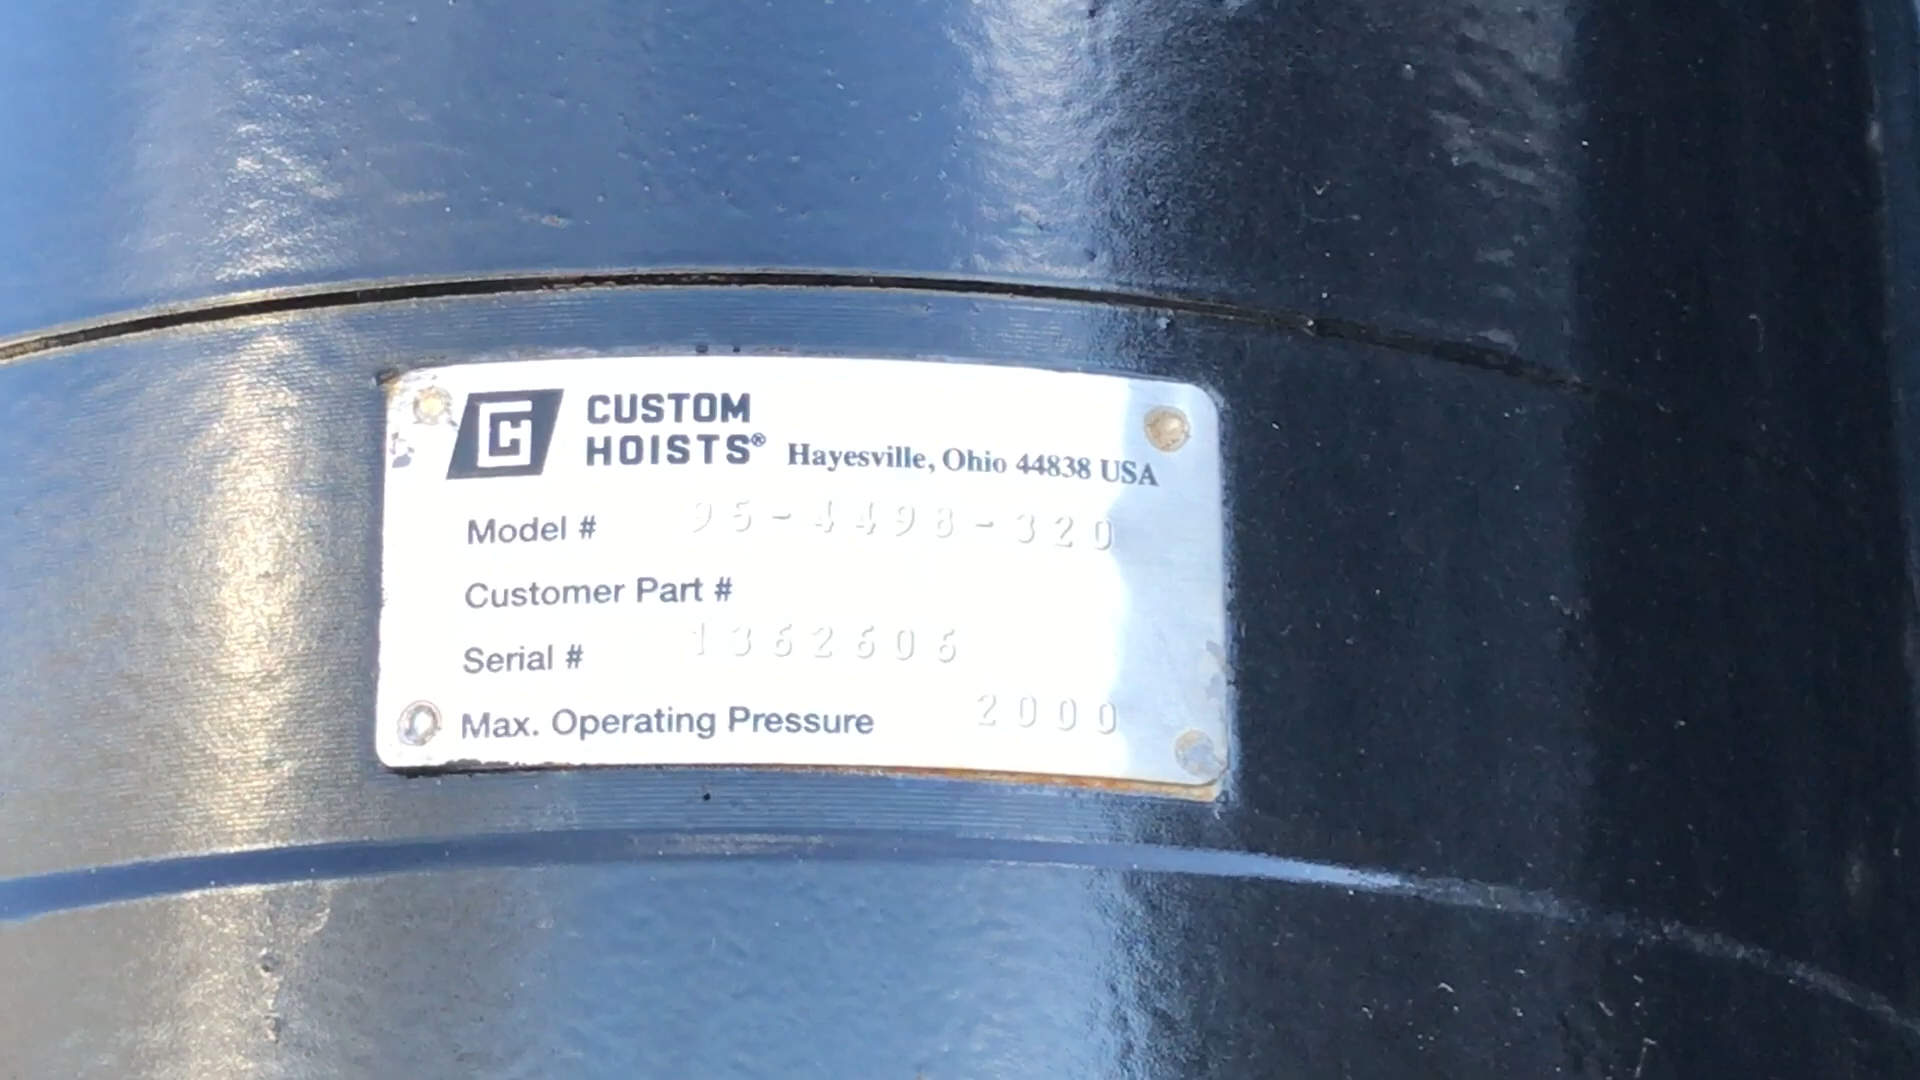 CUSTOM
HOISTS® Hayesville, Ohio 44838 USA
Model # 95-4498-320
Customer Part #
Serial # 1362606
Max. Operating Pressure 2000